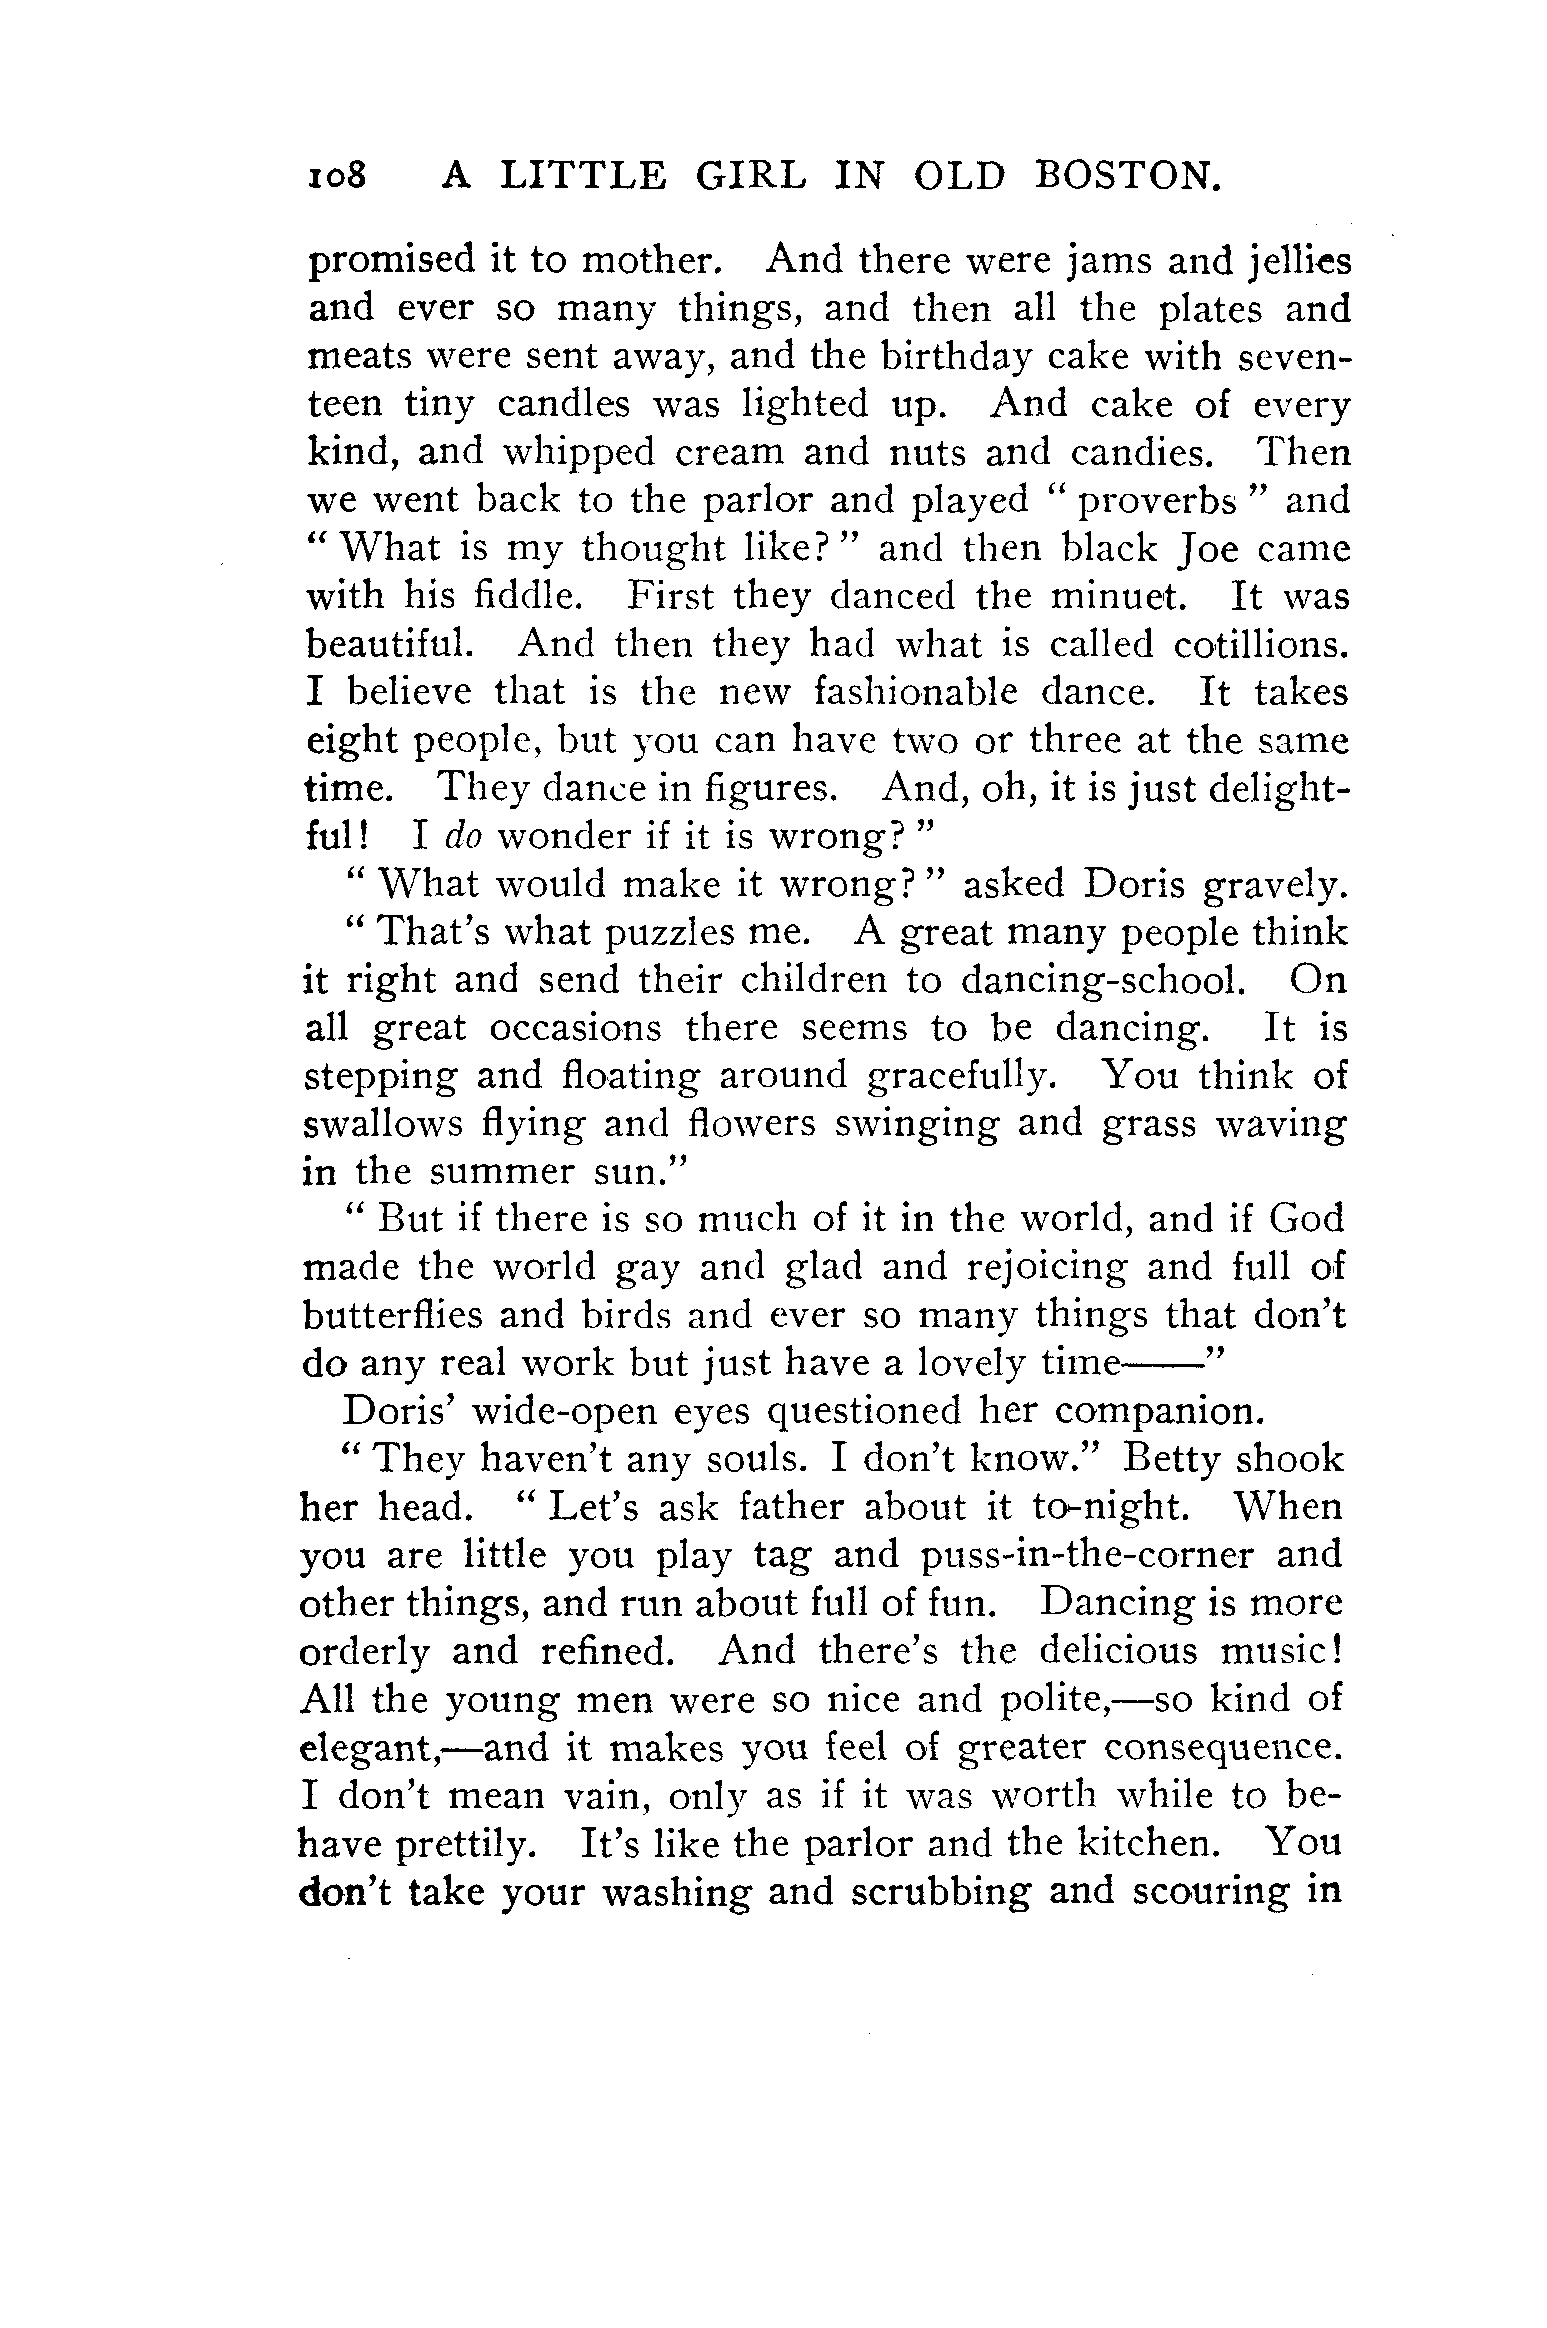 108 A LITTLE GIRL IN OLD BOSTON.
promised it to mother. And there were jams and jellies
and ever so many things, and then all the plates and
meats were sent away, and the birthday cake with seven-
teen tiny candles was lighted up. And cake of every
kind, and whipped cream and nuts and candies. Then
we went back to the parlor and played “ proverbs ” and
“ What is my thought like? ” and then black Joe came
with his fiddle. First they danced the minuet. It was
beautiful. And then they had what is called cotillions.
I believe that is the new fashionable dance. It takes
eight people, but you can have two or three at the same
time. They dance in figures. And, oh, it is just delight-
ful! I do wonder if it is wrong? ”
“ What would make it wrong? ” asked Doris gravely.
“ That’s what puzzles me. A great many people think
it right and send their children to dancing-school. On
all great occasions there seems to be dancing. It is
stepping and floating around gracefully. You think of
swallows flying and flowers swinging and grass waving
in the summer sun.”
“ But if there is so much of it in the world, and if God
made the world gay and glad and rejoicing and full of
butterflies and birds and ever so many things that don’t
do any real work but just have a lovely time——”
Doris’ wide-open eyes questioned her companion.
“ They haven’t any souls. I don’t know.” Betty shook
her head. “ Let’s ask father about it to-night. When
you are little you play tag and puss-in-the-corner and
other things, and run about full of fun. Dancing is more
orderly and refined. And there’s the delicious music!
All the young men were so nice and polite,—so kind of
elegant,—and it makes you feel of greater consequence.
I don’t mean vain, only as if it was worth while to be-
have prettily. It’s like the parlor and the kitchen. You
don’t take your washing and scrubbing and scouring in